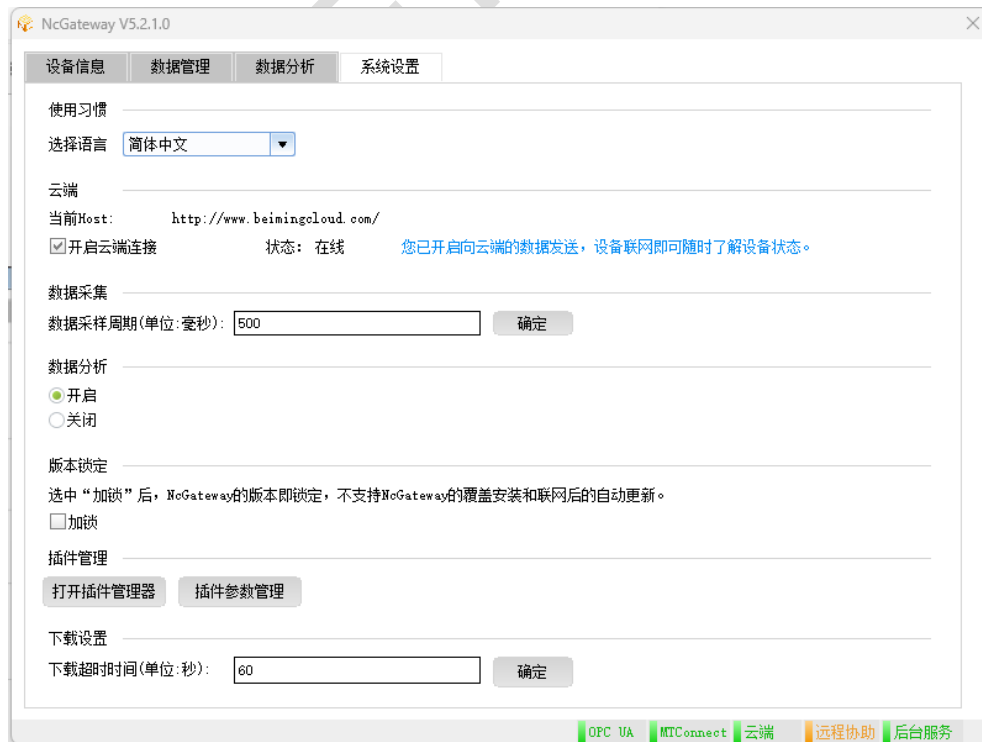 NcGateway V5.2.1.0
设备信息 数据管理 数据分析 系统设置
使用习惯
选择语言 简体中文
云端
当前Host: http://www.beimingcloud.com/
开启云端连接 状态: 在线 您已开启向云端的数据发送，设备联网即可随时了解设备状态。
数据采集
数据采样周期(单位:毫秒): 500 确定
数据分析
开启
关闭
版本锁定
选中“加锁”后，NcGateway的版本即锁定，不支持NcGateway的覆盖安装和联网后的自动更新。
加锁
插件管理
打开插件管理器 插件参数管理
下载设置
下载超时时间(单位:秒): 60 确定
OPC UA MTConnect 云端 远程协助 后台服务